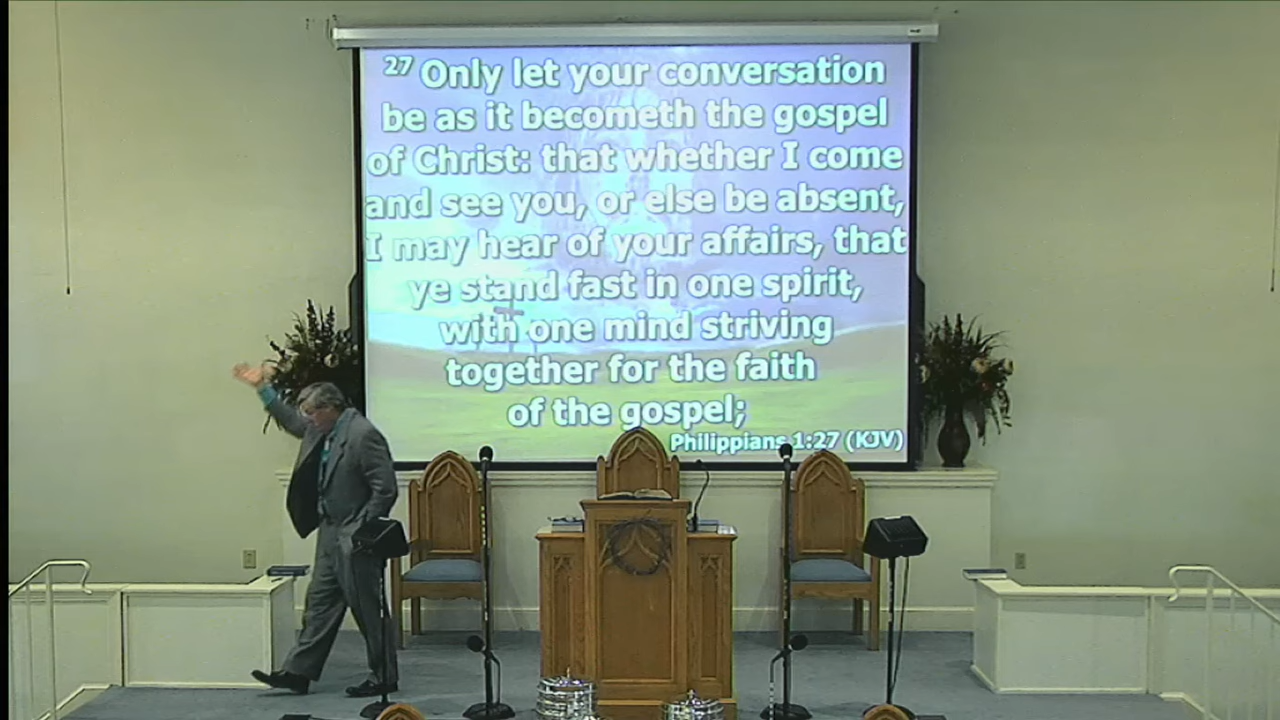 27 Only let your conversation
be as it becometh the gospel
of Christ: that whether I come
and see you, or else be absent,
I may hear of your affairs, that
ye stand fast in one spirit,
with one mind striving
together for the faith
of the gospel;
Philippians 1:27 (KJV)